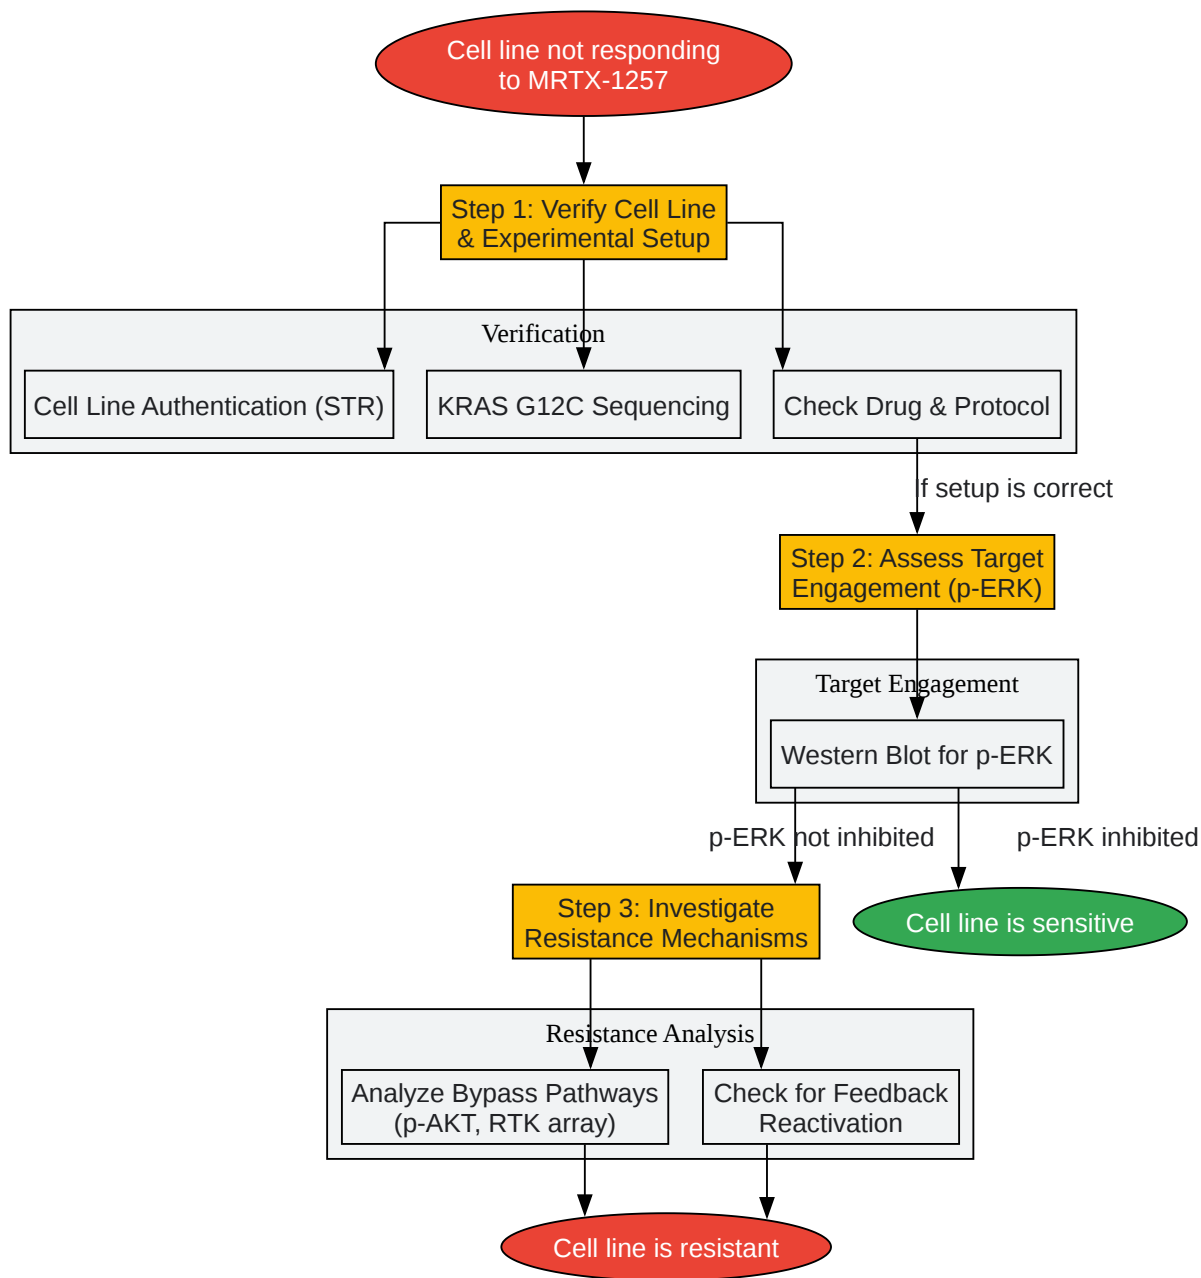 Cell line not responding
to MRTX-1257
Step 1: Verify Cell Line
& Experimental Setup
Verification
Cell Line Authentication (STR)
KRAS G12C Sequencing
Check Drug & Protocol
If setup is correct
Step 2: Assess Target
Engagement (p-ERK)
Target Engagement
Western Blot for p-ERK
p-ERK not inhibited
p-ERK inhibited
Step 3: Investigate
Resistance Mechanisms
Cell line is sensitive
Resistance Analysis
Analyze Bypass Pathways
(p-AKT, RTK array)
Check for Feedback
Reactivation
Cell line is resistant